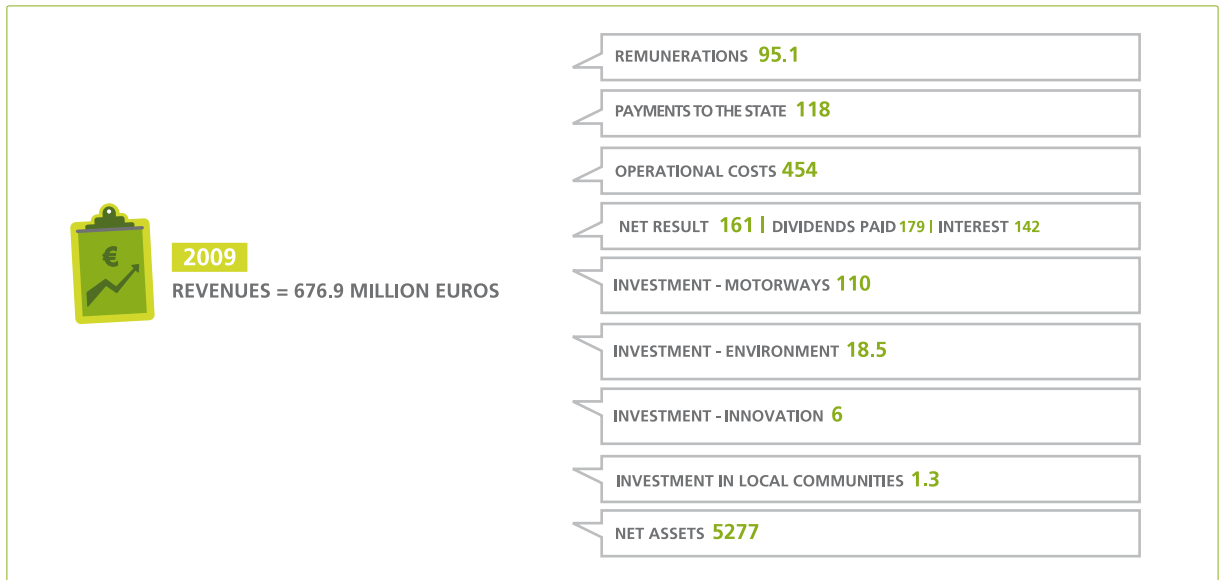 €
2009
REVENUES = 676.9 MILLION EUROS
REMUNERATIONS 95.1
PAYMENTS TO THE STATE 118
OPERATIONAL COSTS 454
NET RESULT 161 | DIVIDENDS PAID 179 | INTEREST 142
INVESTMENT - MOTORWAYS 110
INVESTMENT - ENVIRONMENT 18.5
INVESTMENT - INNOVATION 6
INVESTMENT IN LOCAL COMMUNITIES 1.3
NET ASSETS 5277